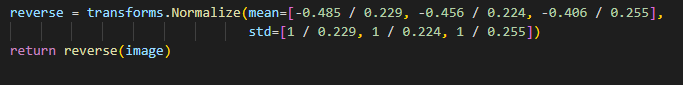 reverse = transforms.Normalize(mean=[-0.485 / 0.229, -0.456 / 0.224, -0.406 / 0.255],
std=[1 / 0.229, 1 / 0.224, 1 / 0.255])
return reverse(image)